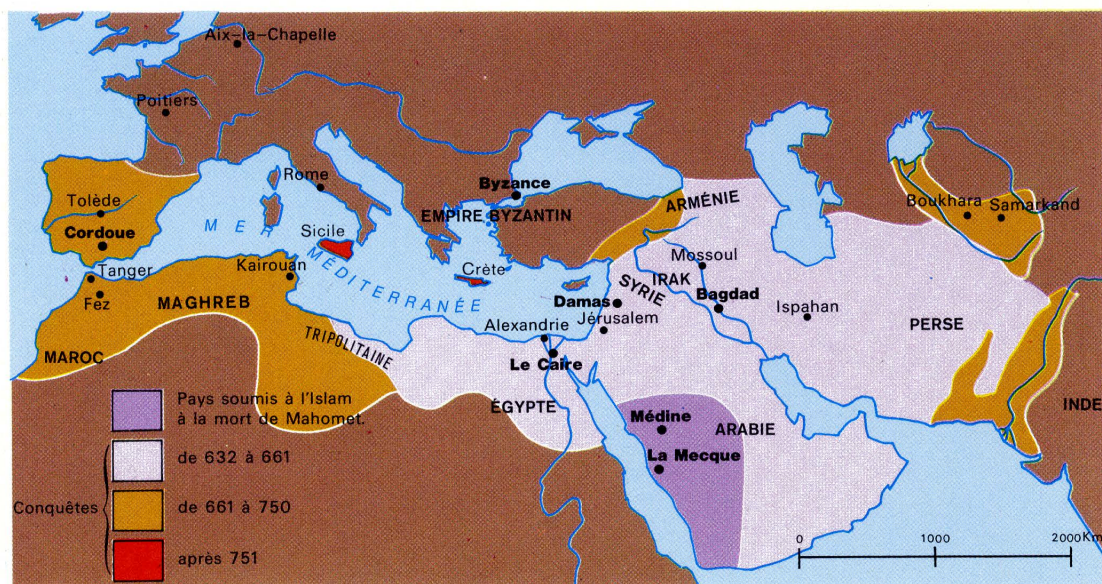 Aix-la-Chapelle
Poitiers
Rome
Byzance
EMPIRE BYZANTIN
ARMÉNIE
Boukhara
Samarkand
Tolède
Cordoue
MER MÉDITERRANÉE
Sicile
Crète
Mossoul
Tanger
Kairouan
SYRIE
IRAK
Fez
MAGHREB
Damas
Bagdad
Ispahan
PERSE
Alexandrie
Jérusalem
MAROC
TRIPOLITAINE
Le Caire
ÉGYPTE
INDE
Médine
ARABIE
La Mecque
Pays soumis à l'Islam
à la mort de Mahomet.
Conquêtes
de 632 à 661
de 661 à 750
après 751
0 1000 2000Km